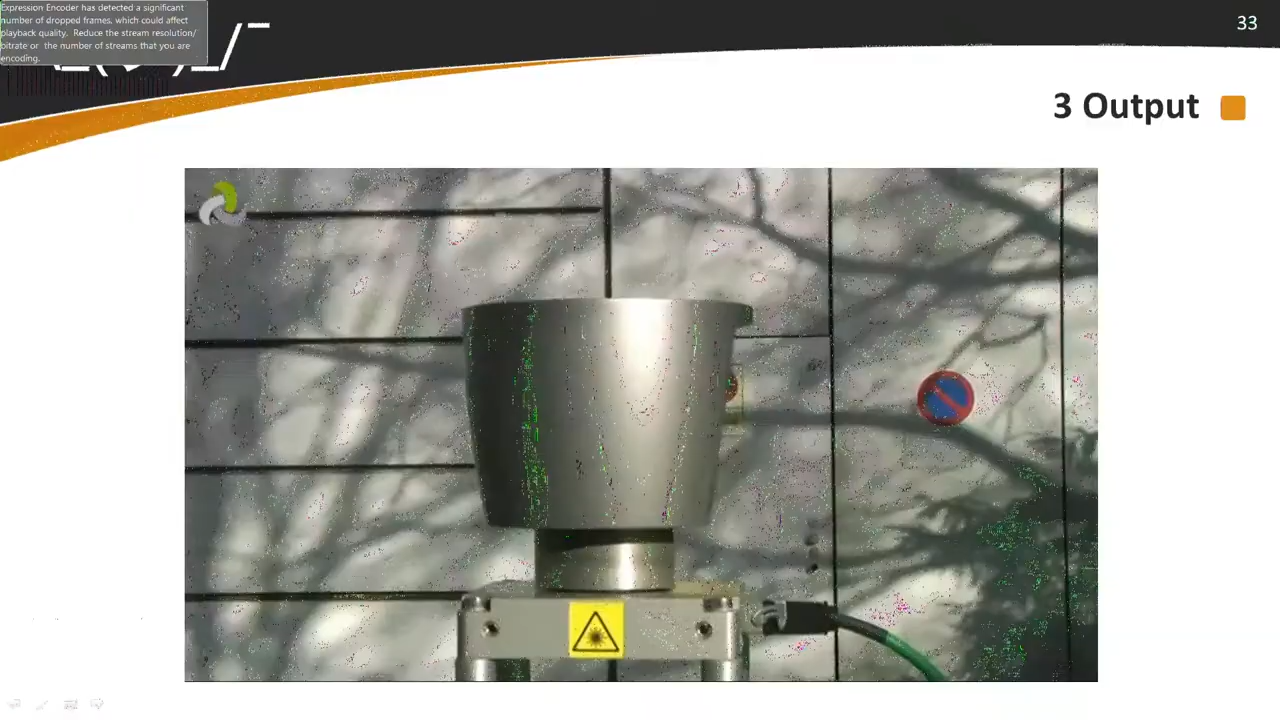 Expression Encoder has detected a significant
number of dropped frames, which could affect
playback quality.  Reduce the stream resolution/
bitrate or  the number of streams that you are
encoding.
33
3 Output